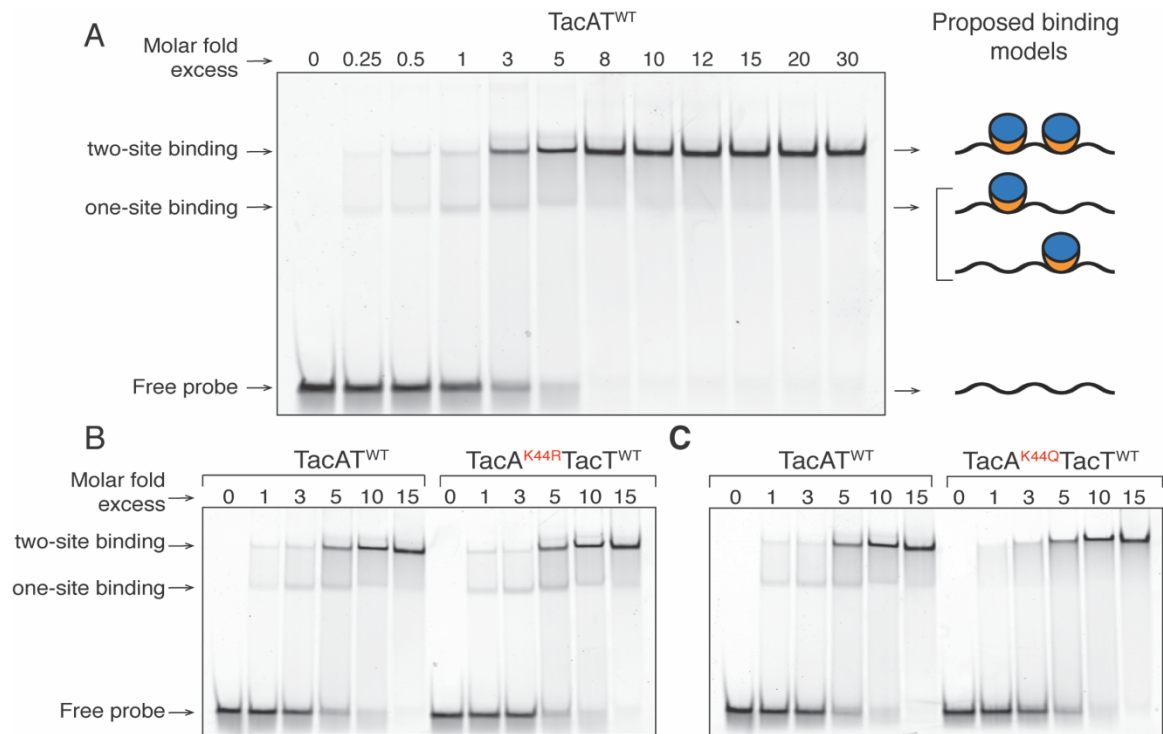 A
TacAT^WT
Proposed binding
models
Molar fold
excess
0 0.25 0.5 1 3 5 8 10 12 15 20 30
two-site binding
one-site binding
Free probe
B
TacAT^WT
TacA^K44R TacT^WT
Molar fold
excess
0 1 3 5 10 15 0 1 3 5 10 15
two-site binding
one-site binding
Free probe
C
TacAT^WT
TacA^K44Q TacT^WT
0 1 3 5 10 15 0 1 3 5 10 15